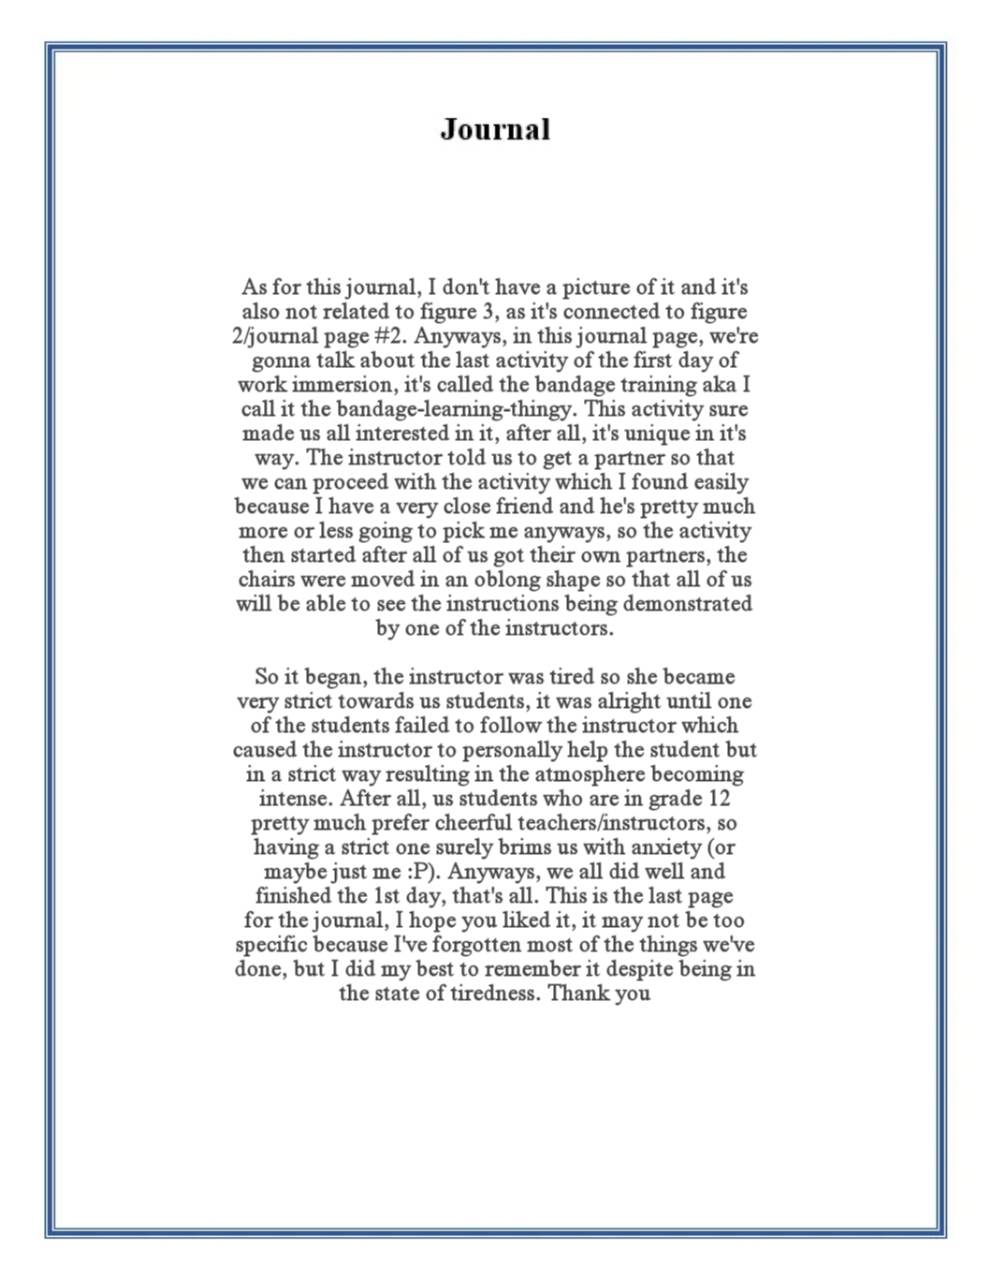 Journal
As for this journal, I don't have a picture of it and it's
also not related to figure 3, as it's connected to figure
2/journal page #2. Anyways, in this journal page, we're
gonna talk about the last activity of the first day of
work immersion, it's called the bandage training aka I
call it the bandage-learning-thingy. This activity sure
made us all interested in it, after all, it's unique in it's
way. The instructor told us to get a partner so that
we can proceed with the activity which I found easily
because I have a very close friend and he's pretty much
more or less going to pick me anyways, so the activity
then started after all of us got their own partners, the
chairs were moved in an oblong shape so that all of us
will be able to see the instructions being demonstrated
by one of the instructors.
So it began, the instructor was tired so she became
very strict towards us students, it was alright until one
of the students failed to follow the instructor which
caused the instructor to personally help the student but
in a strict way resulting in the atmosphere becoming
intense. After all, us students who are in grade 12
pretty much prefer cheerful teachers/instructors, so
having a strict one surely brims us with anxiety (or
maybe just me :P). Anyways, we all did well and
finished the 1st day, that's all. This is the last page
for the journal, I hope you liked it, it may not be too
specific because I've forgotten most of the things we've
done, but I did my best to remember it despite being in
the state of tiredness. Thank you